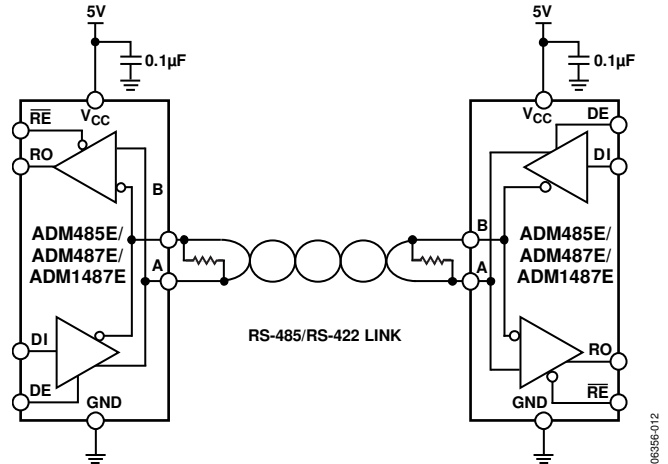 5V
0.1µF
VCC
RE
RO
B
ADM485E/
ADM487E/
ADM1487E
A
DI
DE
GND
RS-485/RS-422 LINK
5V
0.1µF
VCC
DE
DI
B
ADM485E/
ADM487E/
ADM1487E
A
RO
RE
GND
06356-012